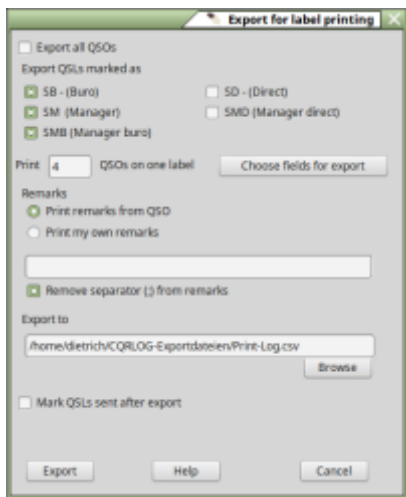 Export for label printing
Export all QSOs
Export QSLs marked as
SB - (Buro)
SD - (Direct)
SM (Manager)
SMD (Manager direct)
SMB (Manager buro)
Print 4 QSOs on one label
Choose fields for export
Remarks
Print remarks from QSO
Print my own remarks
Remove separator (;) from remarks
Export to
/home/dietrich/CQRLOG-Exportdateien/Print-Log.csv
Browse
Mark QSLs sent after export
Export
Help
Cancel